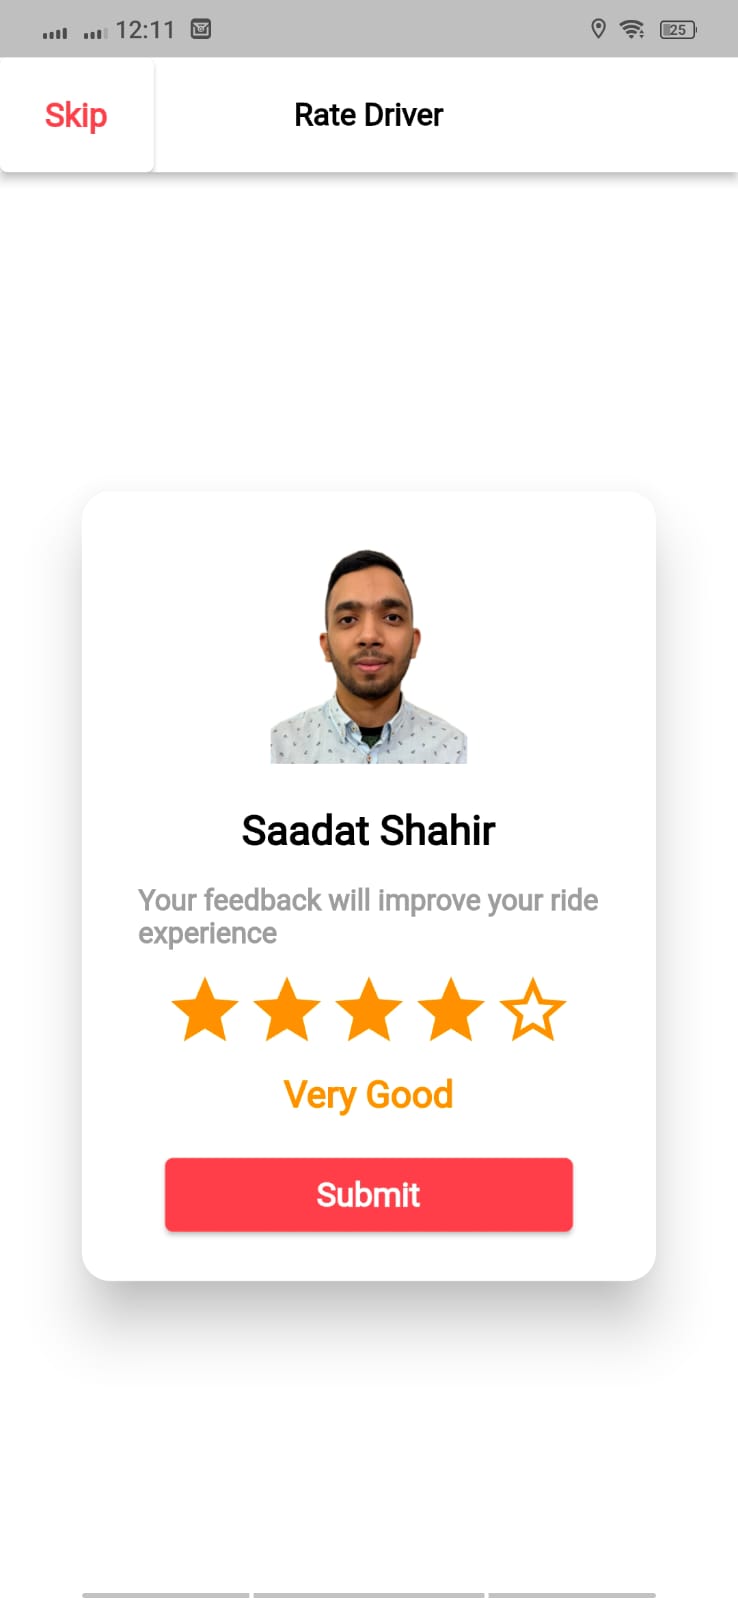 12:11
25
Skip
Rate Driver
Saadat Shahir
Your feedback will improve your ride
experience
Very Good
Submit